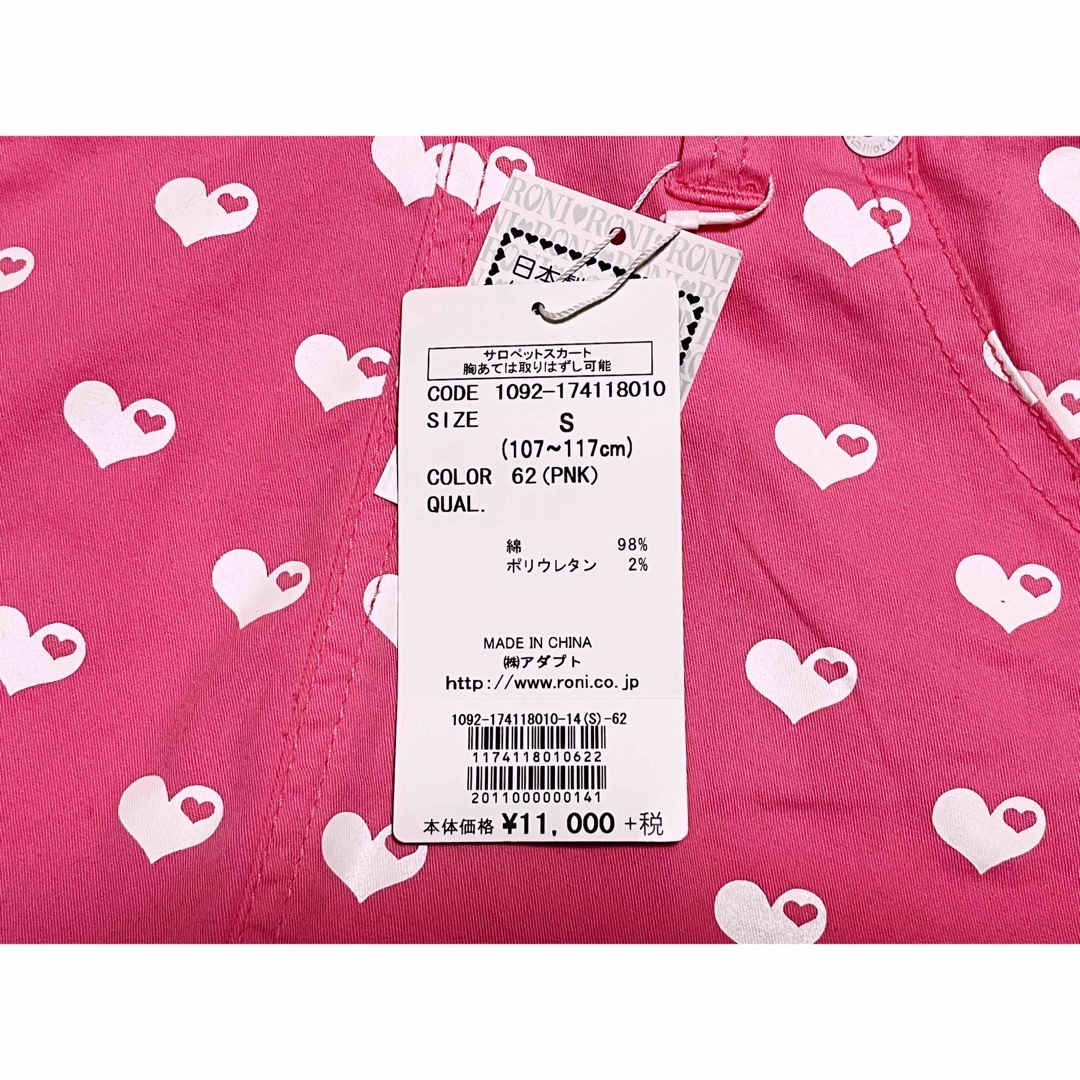 RONI♥RONI♥RONI
日本製
サロペットスカート
胸あては取りはずし可能
CODE 1092-174118010
SIZE S
(107~117cm)
COLOR 62(PNK)
QUAL.
綿 98%
ポリウレタン 2%
MADE IN CHINA
㈱アダプト
http://www.roni.co.jp
1092-174118010-14(S)-62
1174118010622
2011000000141
本体価格 ¥11,000 +税